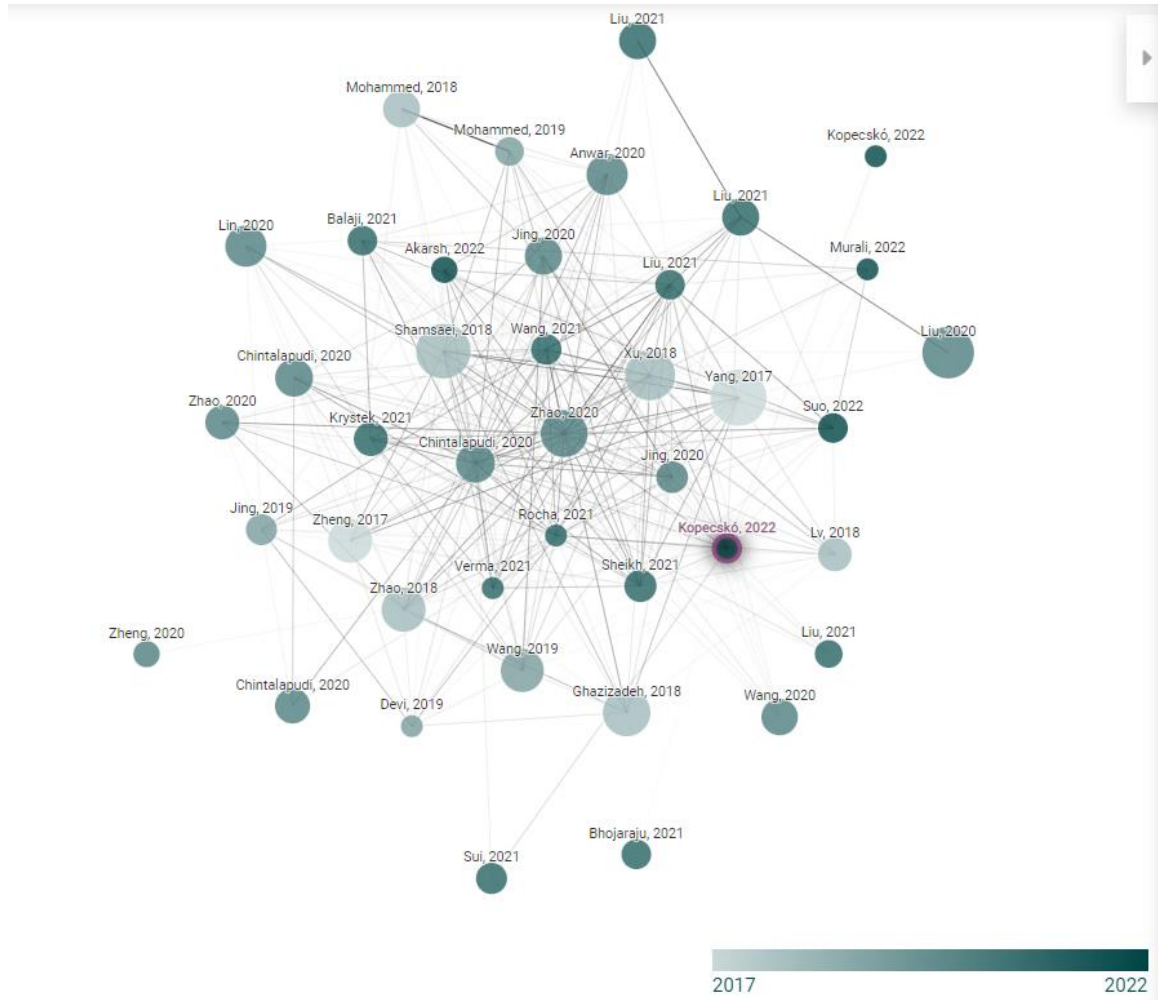 Liu, 2021
Mohammed, 2018
Mohammed, 2019
Kopecskó, 2022
Anwar, 2020
Liu, 2021
Balaji, 2021
Lin, 2020
Jing, 2020
Akarsh, 2022
Murali, 2022
Liu, 2021
Shamsaei, 2018
Wang, 2021
Liu, 2020
Chintalapudi, 2020
Xu, 2018
Yang, 2017
Zhao, 2020
Krystek, 2021
Zhao, 2020
Suo, 2022
Chintalapudi, 2020
Jing, 2020
Jing, 2019
Zheng, 2017
Rocha, 2021
Kopecskó, 2022
Lv, 2018
Verma, 2021
Sheikh, 2021
Zhao, 2018
Zheng, 2020
Liu, 2021
Wang, 2019
Chintalapudi, 2020
Ghazizadeh, 2018
Wang, 2020
Devi, 2019
Bhojaraju, 2021
Sui, 2021
2017
2022